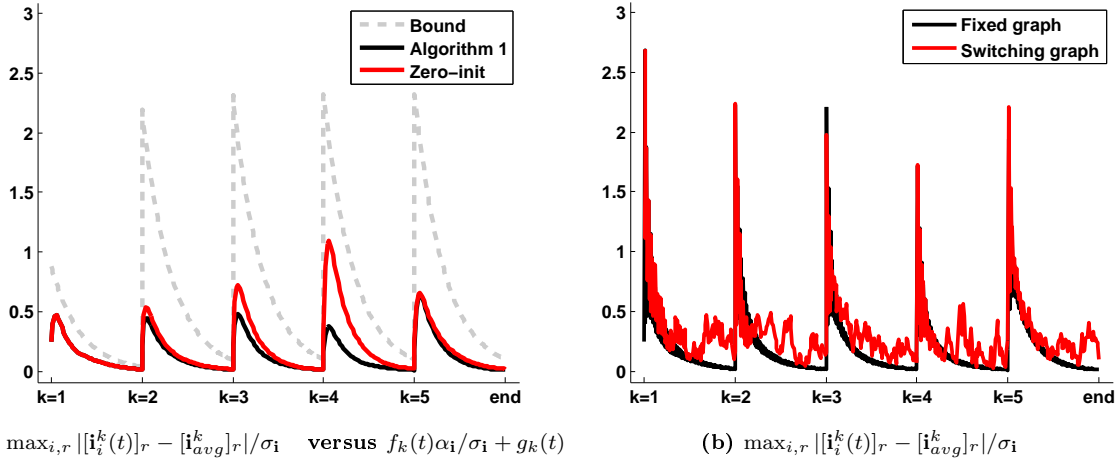 3
2.5
2
1.5
1
0.5
0
Bound
Algorithm 1
Zero-init
k=1 k=2 k=3 k=4 k=5 end
max_{i,r} |[𝐢_i^k(t)]_r − [𝐢_{avg}^k]_r|/σ_𝐢 versus f_k(t)α_𝐢/σ_𝐢 + g_k(t)
3
2.5
2
1.5
1
0.5
0
Fixed graph
Switching graph
k=1 k=2 k=3 k=4 k=5 end
(b) max_{i,r} |[𝐢_i^k(t)]_r − [𝐢_{avg}^k]_r|/σ_𝐢